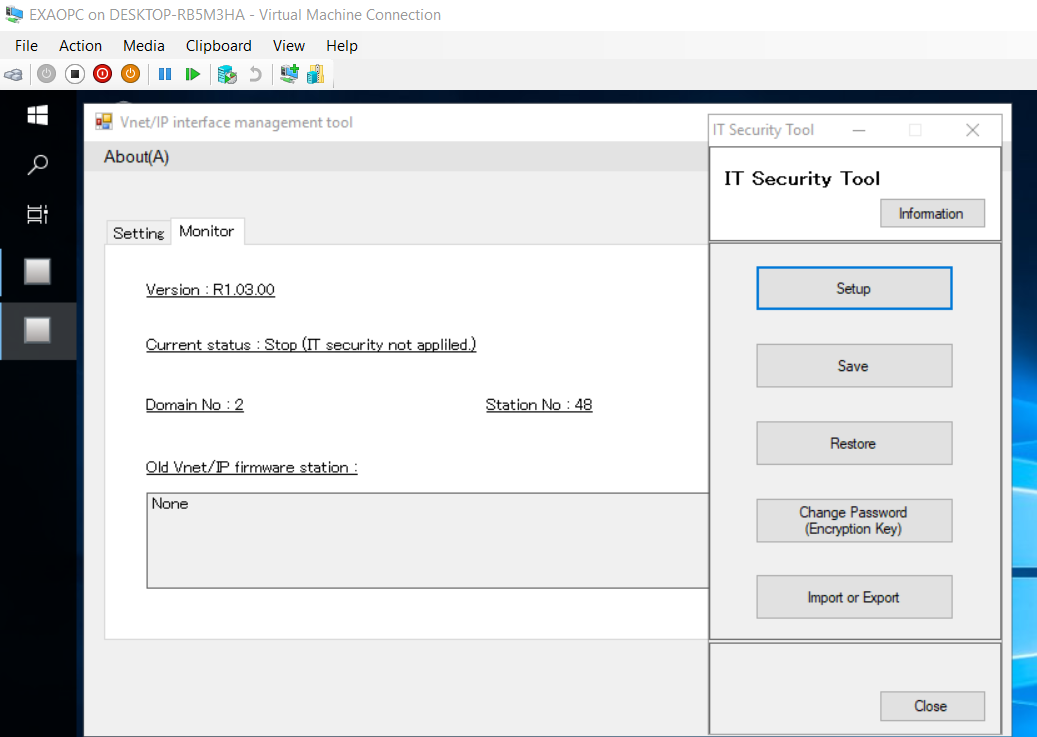 EXAOPC on DESKTOP-RB5M3HA - Virtual Machine Connection
File Action Media Clipboard View Help
Vnet/IP interface management tool
About(A)
Setting Monitor
Version : R1.03.00
Current status : Stop (IT security not appliled.)
Domain No : 2 Station No : 48
Old Vnet/IP firmware station :
None
IT Security Tool
IT Security Tool
Information
Setup
Save
Restore
Change Password
(Encryption Key)
Import or Export
Close